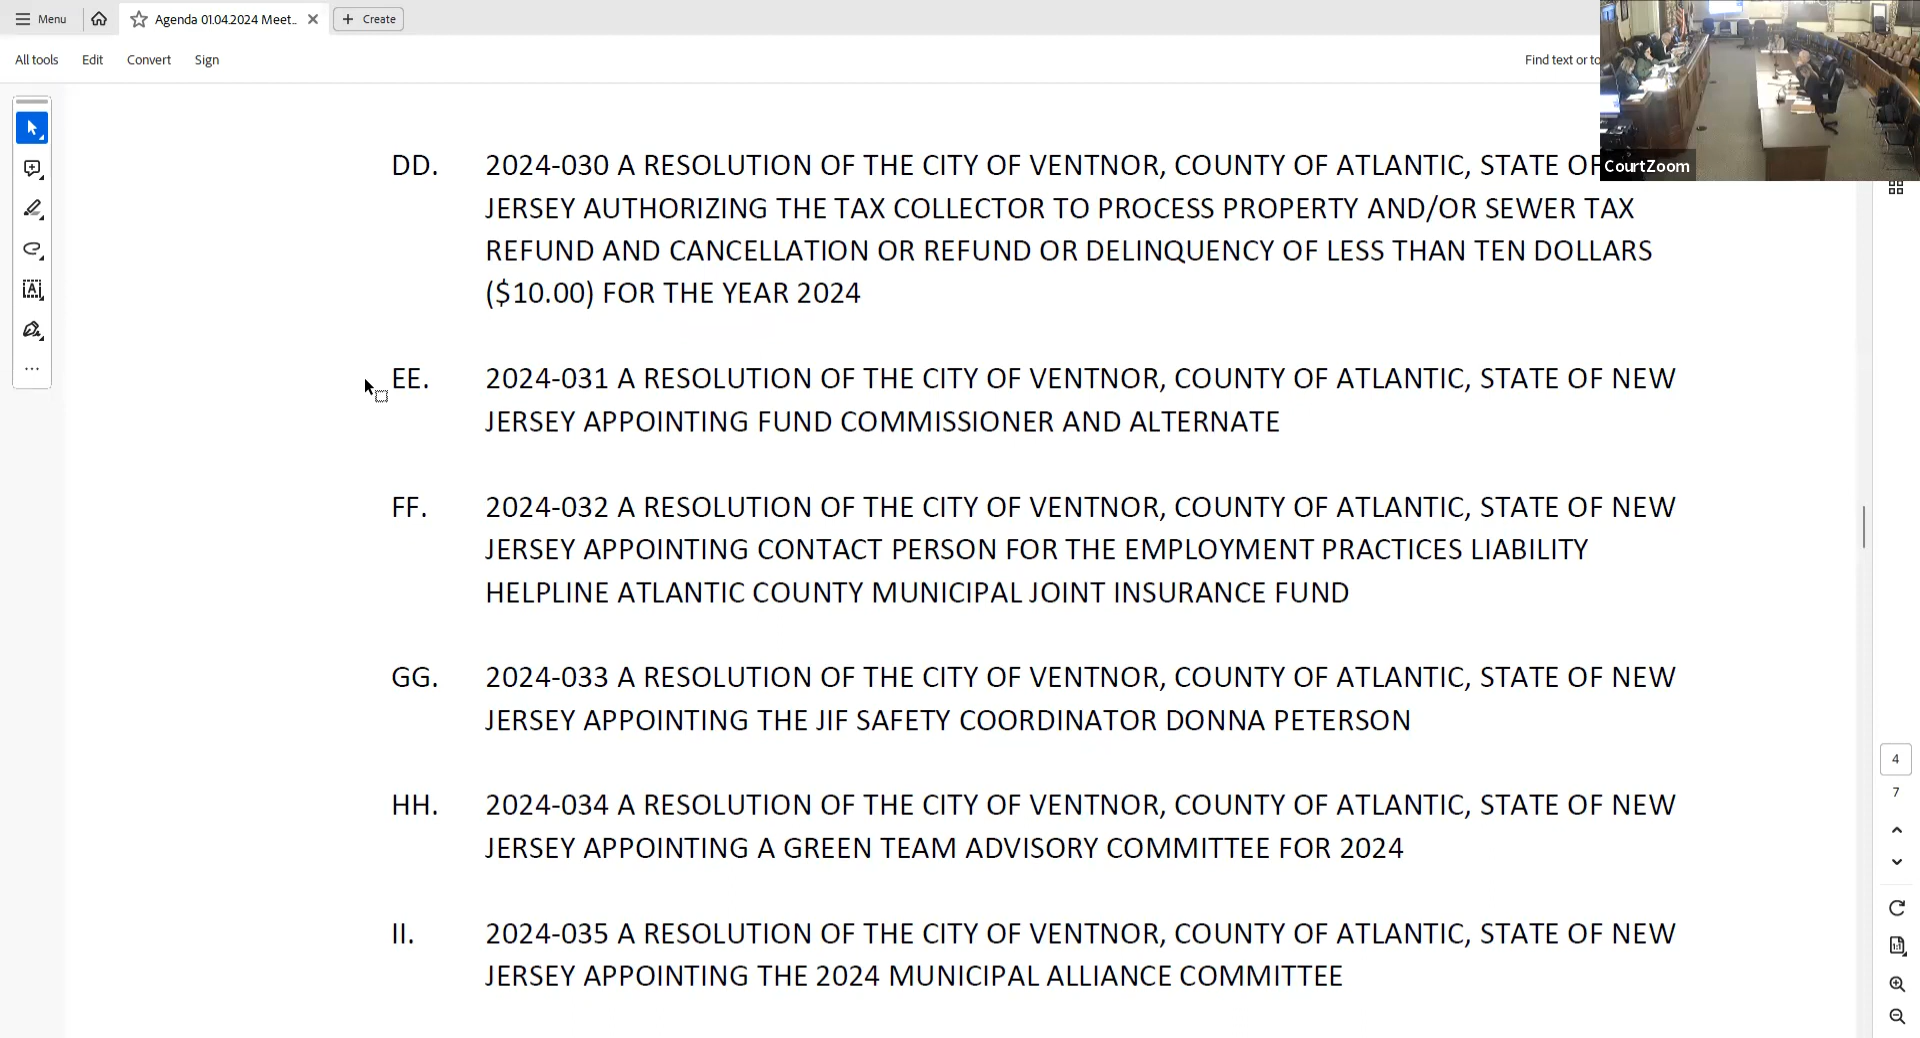 Menu
Agenda 01.04.2024 Meet..
Create
All tools
Edit
Convert
Sign
Find text or to
CourtZoom
DD. 2024-030 A RESOLUTION OF THE CITY OF VENTNOR, COUNTY OF ATLANTIC, STATE OF
JERSEY AUTHORIZING THE TAX COLLECTOR TO PROCESS PROPERTY AND/OR SEWER TAX
REFUND AND CANCELLATION OR REFUND OR DELINQUENCY OF LESS THAN TEN DOLLARS
($10.00) FOR THE YEAR 2024
EE. 2024-031 A RESOLUTION OF THE CITY OF VENTNOR, COUNTY OF ATLANTIC, STATE OF NEW
JERSEY APPOINTING FUND COMMISSIONER AND ALTERNATE
FF. 2024-032 A RESOLUTION OF THE CITY OF VENTNOR, COUNTY OF ATLANTIC, STATE OF NEW
JERSEY APPOINTING CONTACT PERSON FOR THE EMPLOYMENT PRACTICES LIABILITY
HELPLINE ATLANTIC COUNTY MUNICIPAL JOINT INSURANCE FUND
GG. 2024-033 A RESOLUTION OF THE CITY OF VENTNOR, COUNTY OF ATLANTIC, STATE OF NEW
JERSEY APPOINTING THE JIF SAFETY COORDINATOR DONNA PETERSON
HH. 2024-034 A RESOLUTION OF THE CITY OF VENTNOR, COUNTY OF ATLANTIC, STATE OF NEW
JERSEY APPOINTING A GREEN TEAM ADVISORY COMMITTEE FOR 2024
II. 2024-035 A RESOLUTION OF THE CITY OF VENTNOR, COUNTY OF ATLANTIC, STATE OF NEW
JERSEY APPOINTING THE 2024 MUNICIPAL ALLIANCE COMMITTEE
4
7